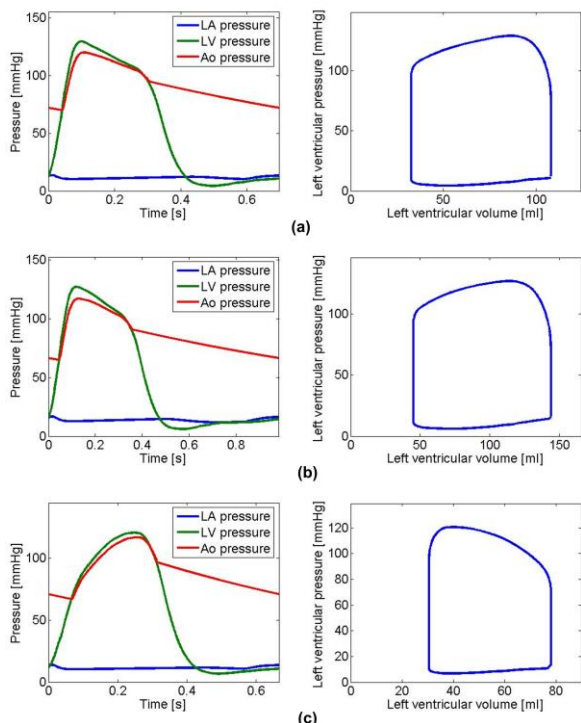 150
100
50
0
0 0.2 0.4 0.6
Pressure [mmHg]
Time [s]
LA pressure
LV pressure
Ao pressure
150
100
50
0
0 50 100
Left ventricular pressure [mmHg]
Left ventricular volume [ml]
(a)
150
100
50
0
0 0.2 0.4 0.6 0.8
Pressure [mmHg]
Time [s]
LA pressure
LV pressure
Ao pressure
150
100
50
0
0 50 100 150
Left ventricular pressure [mmHg]
Left ventricular volume [ml]
(b)
100
50
0
0 0.2 0.4 0.6
Pressure [mmHg]
Time [s]
LA pressure
LV pressure
Ao pressure
120
100
80
60
40
20
0
0 20 40 60 80
Left ventricular pressure [mmHg]
Left ventricular volume [ml]
(c)